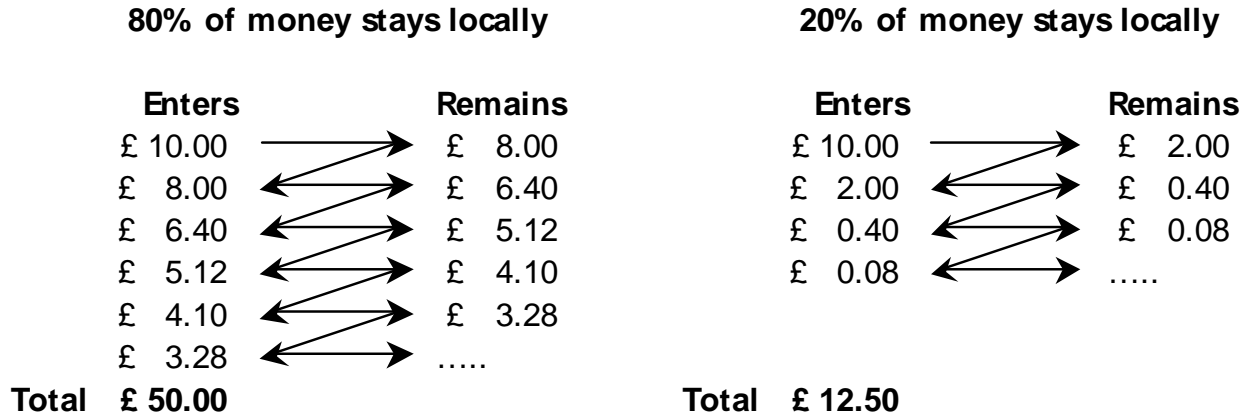 80% of money stays locally
Enters Remains
£ 10.00 £ 8.00
£ 8.00 £ 6.40
£ 6.40 £ 5.12
£ 5.12 £ 4.10
£ 4.10 £ 3.28
£ 3.28 …..
Total £ 50.00
20% of money stays locally
Enters Remains
£ 10.00 £ 2.00
£ 2.00 £ 0.40
£ 0.40 £ 0.08
£ 0.08 …..
Total £ 12.50